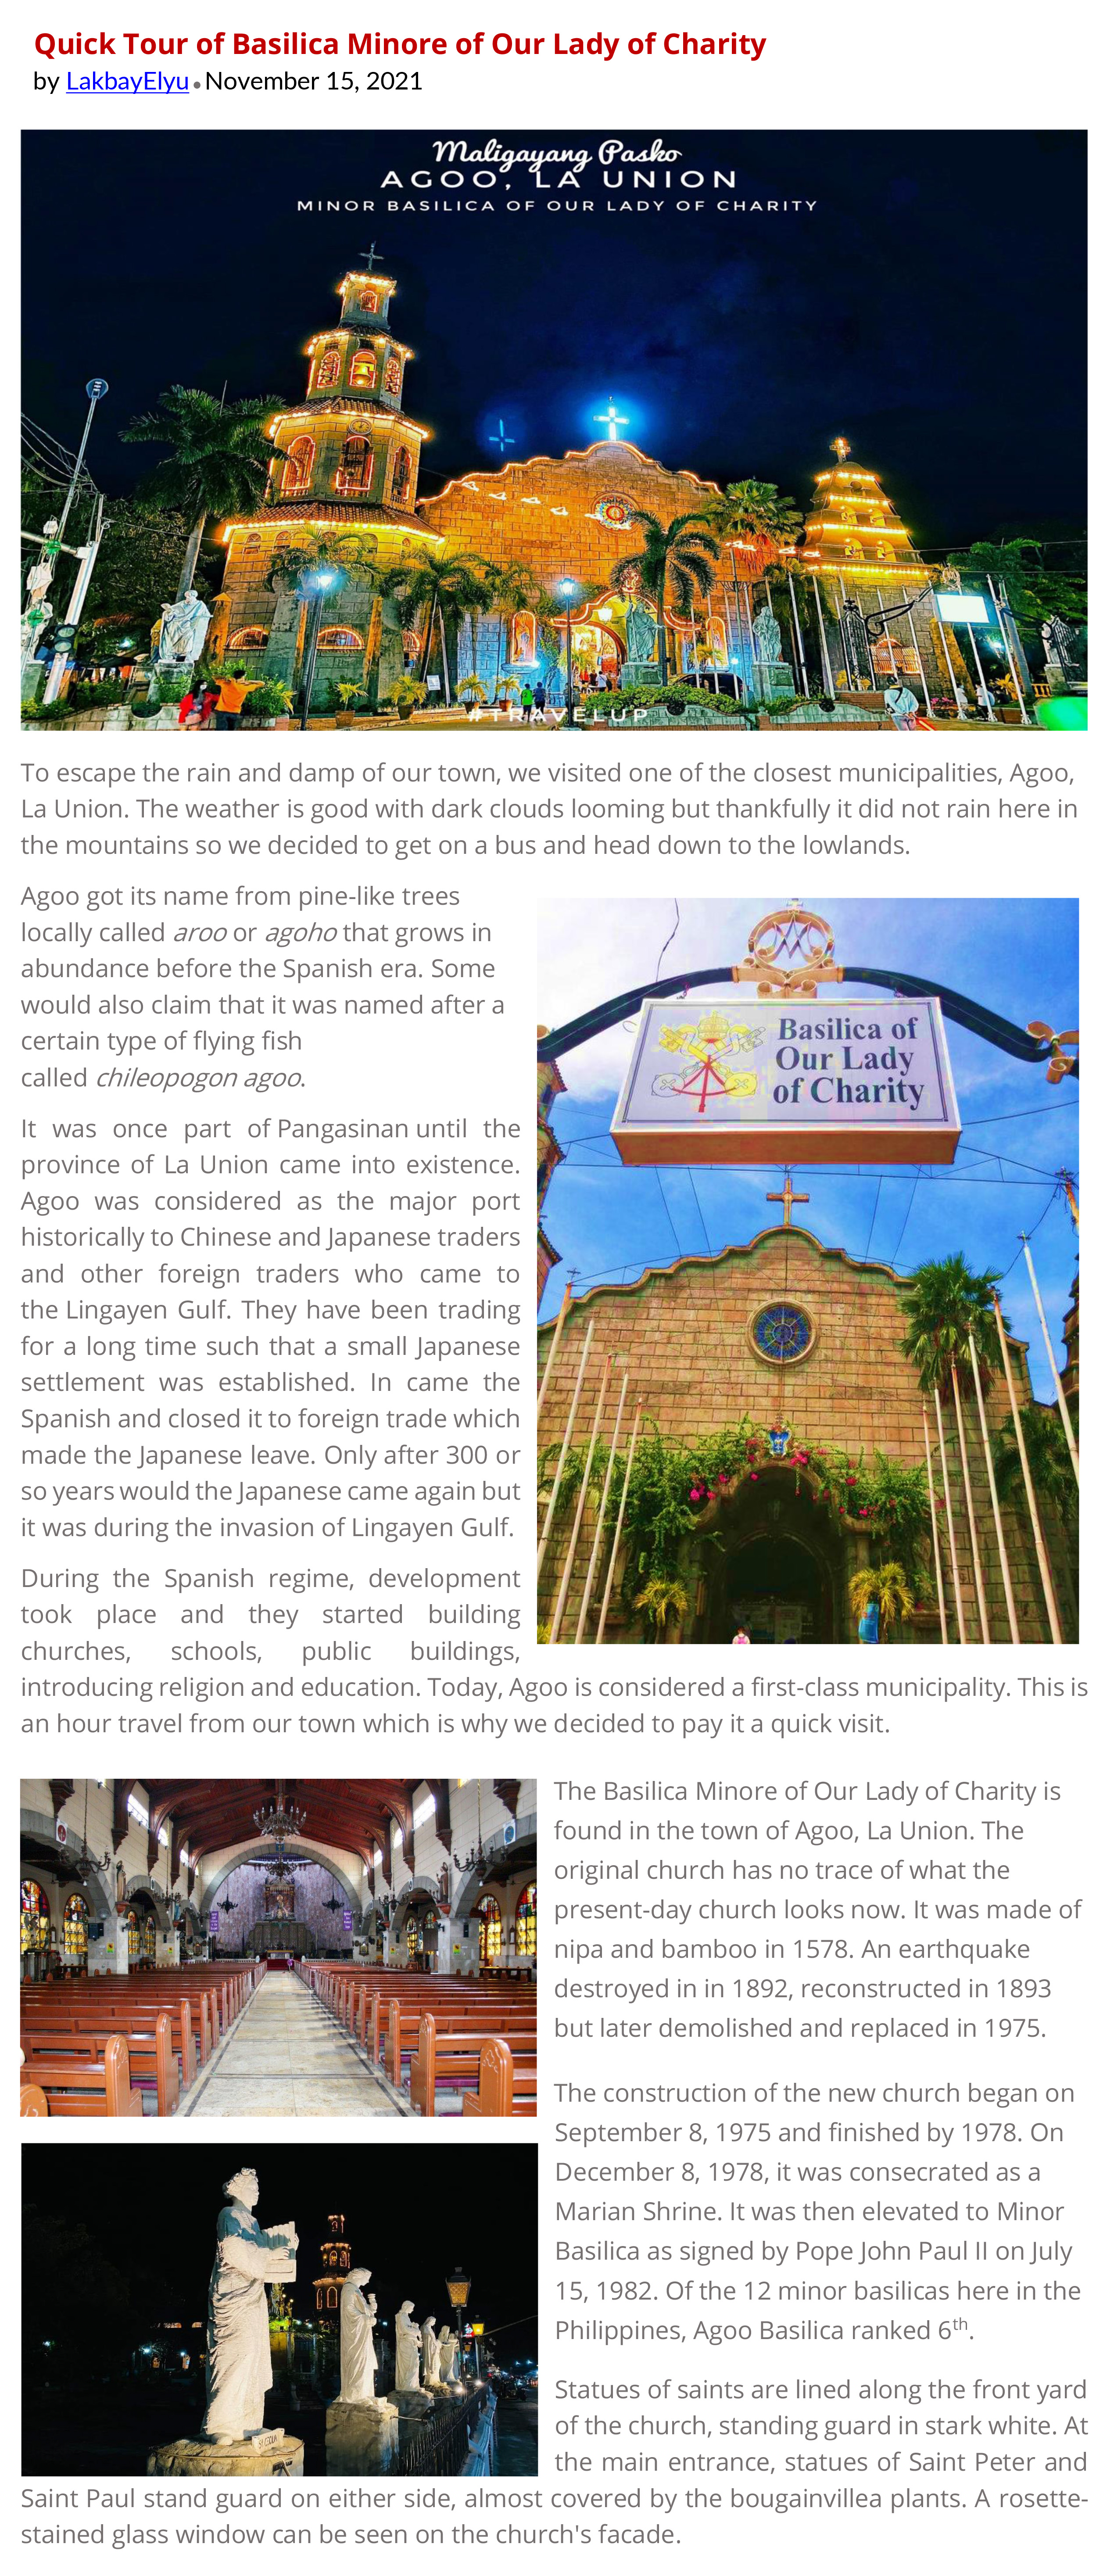 Quick Tour of Basilica Minore of Our Lady of Charity
by LakbayElyu • November 15, 2021
Maligayang Pasko
AGOO, LA UNION
MINOR BASILICA OF OUR LADY OF CHARITY
#TRAVELUP
To escape the rain and damp of our town, we visited one of the closest municipalities, Agoo,
La Union. The weather is good with dark clouds looming but thankfully it did not rain here in
the mountains so we decided to get on a bus and head down to the lowlands.
Agoo got its name from pine-like trees
locally called aroo or agoho that grows in
abundance before the Spanish era. Some
would also claim that it was named after a
certain type of flying fish
called chileopogon agoo.
Basilica of
Our Lady
of Charity
It was once part of Pangasinan until the
province of La Union came into existence.
Agoo was considered as the major port
historically to Chinese and Japanese traders
and other foreign traders who came to
the Lingayen Gulf. They have been trading
for a long time such that a small Japanese
settlement was established. In came the
Spanish and closed it to foreign trade which
made the Japanese leave. Only after 300 or
so years would the Japanese came again but
it was during the invasion of Lingayen Gulf.
During the Spanish regime, development
took place and they started building
churches, schools, public buildings,
introducing religion and education. Today, Agoo is considered a first-class municipality. This is
an hour travel from our town which is why we decided to pay it a quick visit.
The Basilica Minore of Our Lady of Charity is
found in the town of Agoo, La Union. The
original church has no trace of what the
present-day church looks now. It was made of
nipa and bamboo in 1578. An earthquake
destroyed in in 1892, reconstructed in 1893
but later demolished and replaced in 1975.
The construction of the new church began on
September 8, 1975 and finished by 1978. On
December 8, 1978, it was consecrated as a
Marian Shrine. It was then elevated to Minor
Basilica as signed by Pope John Paul II on July
15, 1982. Of the 12 minor basilicas here in the
Philippines, Agoo Basilica ranked 6th.
Statues of saints are lined along the front yard
of the church, standing guard in stark white. At
the main entrance, statues of Saint Peter and
Saint Paul stand guard on either side, almost covered by the bougainvillea plants. A rosette-
stained glass window can be seen on the church's facade.